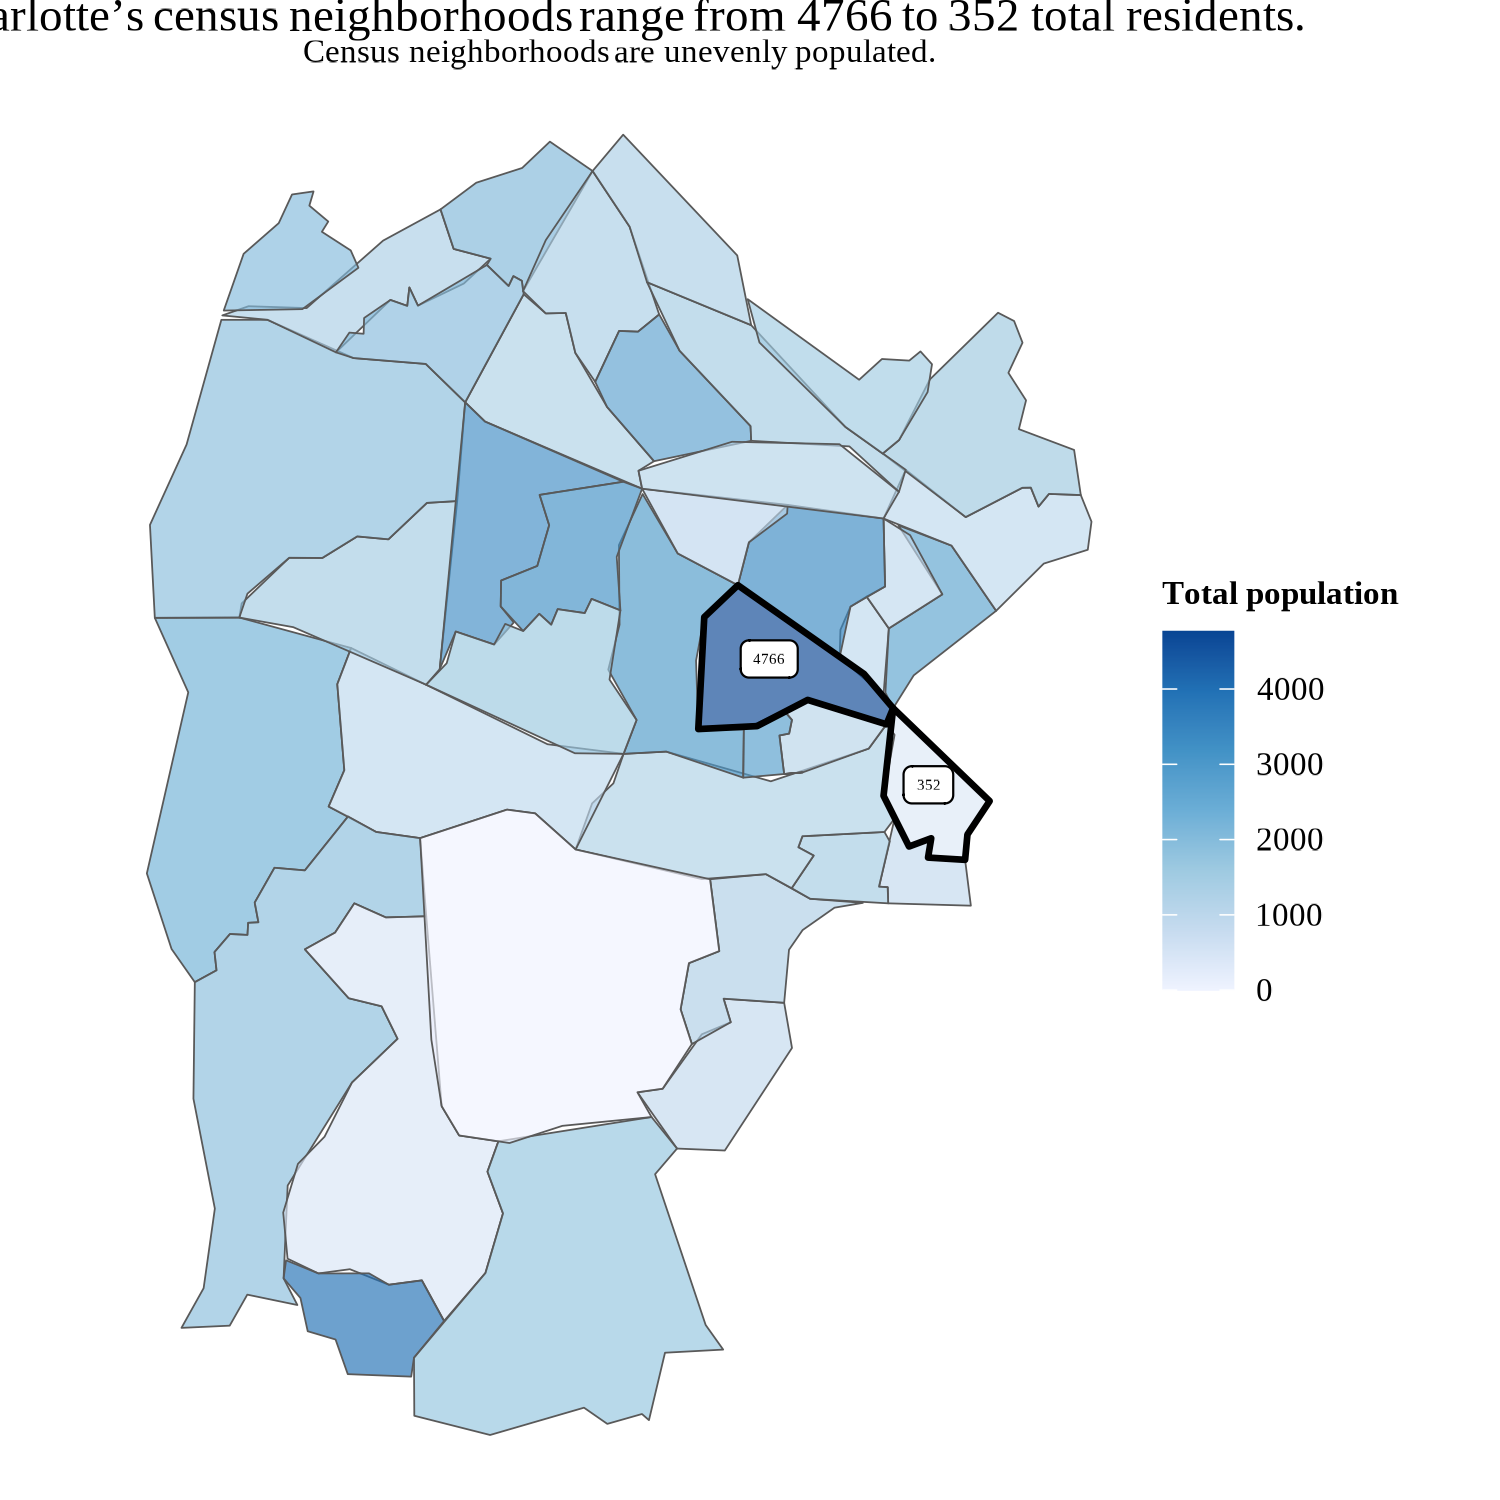 arlotte’s census neighborhoods range from 4766 to 352 total residents.
Census neighborhoods are unevenly populated.
Total population
4766
4000
3000
352
2000
1000
0